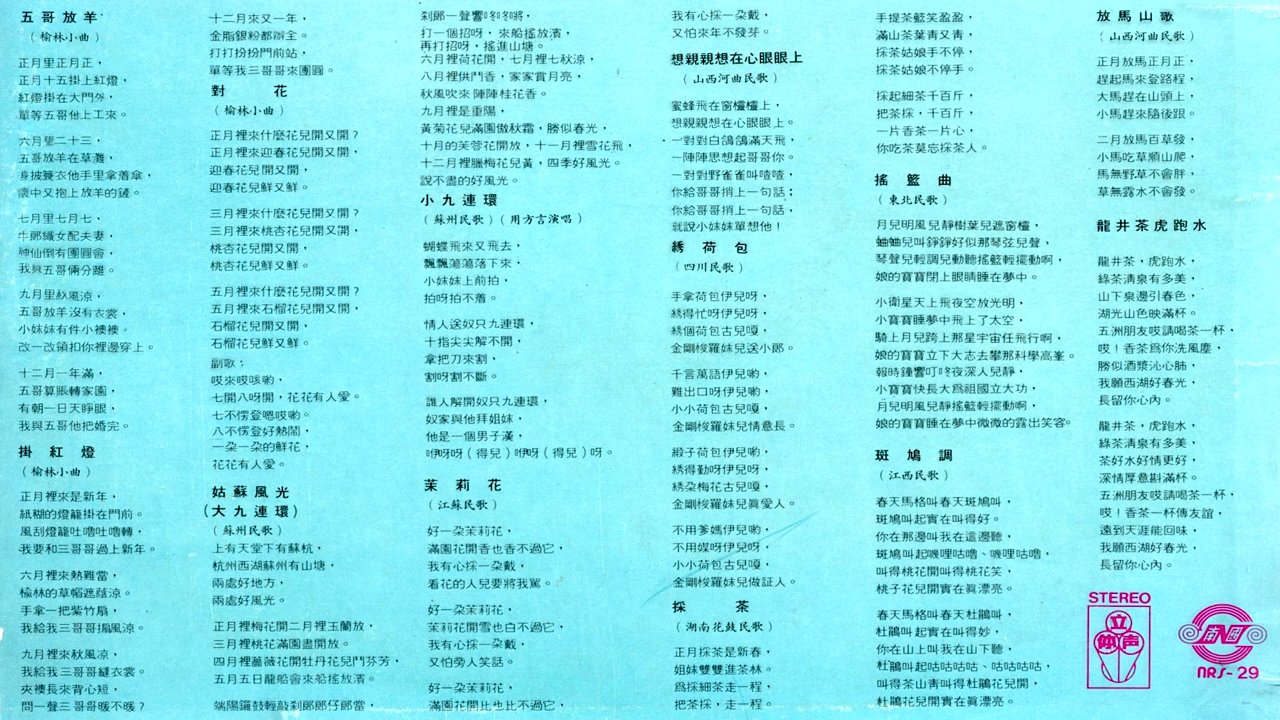 五哥放羊
(榆林小曲)
正月里正月正，
正月十五掛上紅燈，
紅燈掛在大門外，
單等五哥他上工來。
六月里二十三，
五哥放羊在草灘，
身披簑衣他手里拿着傘，
懷中又抱上放羊的鏟。
七月里七月七，
牛郎織女配夫妻，
神仙倒有團圓會，
我與五哥倆分離。
九月里秋風涼，
五哥放羊沒有衣裳，
小妹妹有件小襖襖，
改一改領扣你裡邊穿上。
十二月一年滿，
五哥算賬轉家園，
有朝一日天睜眼，
我與五哥他把婚完。
掛紅燈
(榆林小曲)
正月裡來是新年，
紙糊的燈籠掛在門前。
風刮燈籠吐嚕吐嚕轉，
我要和三哥哥過上新年。
六月裡來熱難當，
榆林的草帽遮蔭涼。
手拿一把紫竹扇，
我給我三哥哥搧風涼。
九月裡來秋風涼，
我給我三哥哥縫衣裳。
夾襖長來背心短，
問一聲三哥哥暖不暖？
十二月來又一年，
金脂銀粉都辦全。
打打扮扮門前站，
單等我三哥哥來團圓。
對花
(榆林小曲)
正月裡來什麼花兒開又開？
正月裡來迎春花兒開又開，
迎春花兒開又開，
迎春花兒鮮又鮮。
三月裡來什麼花兒開又開？
三月裡來桃杏花兒開又開，
桃杏花兒開又開，
桃杏花兒鮮又鮮。
五月裡來什麼花兒開又開？
五月裡來石榴花兒開又開，
石榴花兒開又開，
石榴花兒鮮又鮮。
副歌：
哎來哎嗨喲，
七開八呀開，花花有人愛。
七不愣登嗯哎喲。
八不愣登好熱鬧，
一朵一朵的鮮花，
花花有人愛。
姑蘇風光
(大九連環)
(蘇州民歌)
上有天堂下有蘇杭，
杭州西湖蘇州有山塘，
兩處好地方，
兩處好風光。
正月裡梅花開二月裡玉蘭放，
三月裡桃花滿園盡開放。
四月裡薔薇花開牡丹花兒鬥芬芳，
五月五日龍船會來船搖放濱。
端陽鑼鼓輕敲剎郎郎仔郎當，
剎郎一聲響咚咚咚將，
打一個招呀，來船搖放濱，
再打招呀，搖進山塘。
六月裡荷花開，七月裡七秋涼，
八月裡供鬥香，家家賞月亮，
秋風吹來陣陣桂花香。
九月裡是重陽，
黃菊花兒滿園傲秋霜，勝似春光，
十月的芙蓉花開放，十一月裡雪花飛，
十二月裡臘梅花兒黃，四季好風光。
說不盡的好風光。
小九連環
(蘇州民歌)(用方言演唱)
蝴蝶飛來又飛去，
飄飄蕩蕩落下來，
小妹妹上前拍，
拍呀拍不着。
情人送奴只九連環，
十指尖尖解不開，
拿把刀來割，
割呀割不斷。
誰人解開奴只九連環，
奴家與他拜姐妹，
他是一個男子漢，
咿呀呀(得兒)咿呀呀(得兒)呀。
茉莉花
(江蘇民歌)
好一朵茉莉花，
滿園花開香也香不過它，
我有心採一朵戴，
看花的人兒要將我罵。
好一朵茉莉花，
茉莉花開雪也白不過它，
我有心採一朵戴，
又怕旁人笑話。
好一朵茉莉花，
滿園花開比也比不過它，
我有心採一朵戴，
又怕來年不發芽。
想親親想在心眼眼上
(山西河曲民歌)
蜜蜂飛在窗欞欞上，
想親親想在心眼眼上。
一對對白鴿鴿滿天飛，
一陣陣思想起哥哥你。
一對對野雀雀叫喳喳，
你給哥哥捎上一句話；
你給哥哥捎上一句話，
就說小妹妹單想他！
綉荷包
(四川民歌)
手拿荷包伊兒呀，
綉得忙呀伊兒呀，
綉個荷包古兒嗄，
金剛梭羅妹兒送小郎。
千言萬語伊兒喲，
難出口呀伊兒喲，
小小荷包古兒嗄，
金剛梭羅妹兒情意長。
緞子荷包伊兒喲，
綉得勤呀伊兒呀，
綉朵梅花古兒嗄，
金剛梭羅妹兒眞愛人。
不用爹媽伊兒喲，
不用媒呀伊兒呀，
小小荷包古兒嗄，
金剛梭羅妹兒做証人。
採茶
(湖南花鼓民歌)
正月採茶是新春，
姐妹雙雙進茶林。
爲採細茶走一程，
把茶採，走一程。
手提茶籃笑盈盈，
滿山茶葉靑又靑，
採茶姑娘手不停，
採茶姑娘不停手。
採起細茶千百斤，
把茶採，千百斤，
一片香茶一片心，
你吃茶莫忘採茶人。
搖籃曲
(東北民歌)
月兒明風兒靜樹葉兒遮窗欞，
蛐蛐兒叫錚錚好似那琴弦兒聲，
琴聲兒輕調兒動聽搖籃輕擺動啊，
娘的寶寶閉上眼睛睡在夢中。
小衛星天上飛夜空放光明，
小寶寶睡夢中飛上了太空，
騎上月兒跨上那星宇宙任飛行啊，
娘的寶寶立下大志去攀那科學高峯。
報時鐘響叮咚夜深人兒靜，
小寶寶快長大爲祖國立大功，
月兒明風兒靜搖籃輕擺動啊，
娘的寶寶睡在夢中微微的露出笑容。
斑鳩調
(江西民歌)
春天馬格叫春天斑鳩叫，
斑鳩叫起實在叫得好。
你在那邊叫我在這邊聽，
斑鳩叫起嘰哩咕嚕、嘰哩咕嚕，
叫得桃花開叫得桃花笑，
桃子花兒開實在眞漂亮。
春天馬格叫春天杜鵑叫，
杜鵑叫起實在叫得妙，
你在山上叫我在山下聽，
杜鵑叫起咕咕咕咕、咕咕咕咕，
叫得茶山靑叫得杜鵑花兒開，
杜鵑花兒開實在眞漂亮。
放馬山歌
(山西河曲民歌)
正月放馬正月正，
趕起馬來登路程，
大馬趕在山頭上，
小馬趕來隨後跟。
二月放馬百草發，
小馬吃草順山爬，
馬無野草不會胖，
草無露水不會發。
龍井茶虎跑水
龍井茶，虎跑水，
綠茶淸泉有多美，
山下泉邊引春色，
湖光山色映滿杯。
五洲朋友哎請喝茶一杯，
哎！香茶爲你洗風塵，
勝似酒漿沁心肺，
我願西湖好春光，
長留你心內。
龍井茶，虎跑水，
綠茶淸泉有多美，
茶好水好情更好，
深情厚意斟滿杯。
五洲朋友哎請喝茶一杯，
哎！香茶一杯傳友誼，
遠到天涯能回味，
我願西湖好春光，
長留你心內。
STEREO
立体声
NRS-29